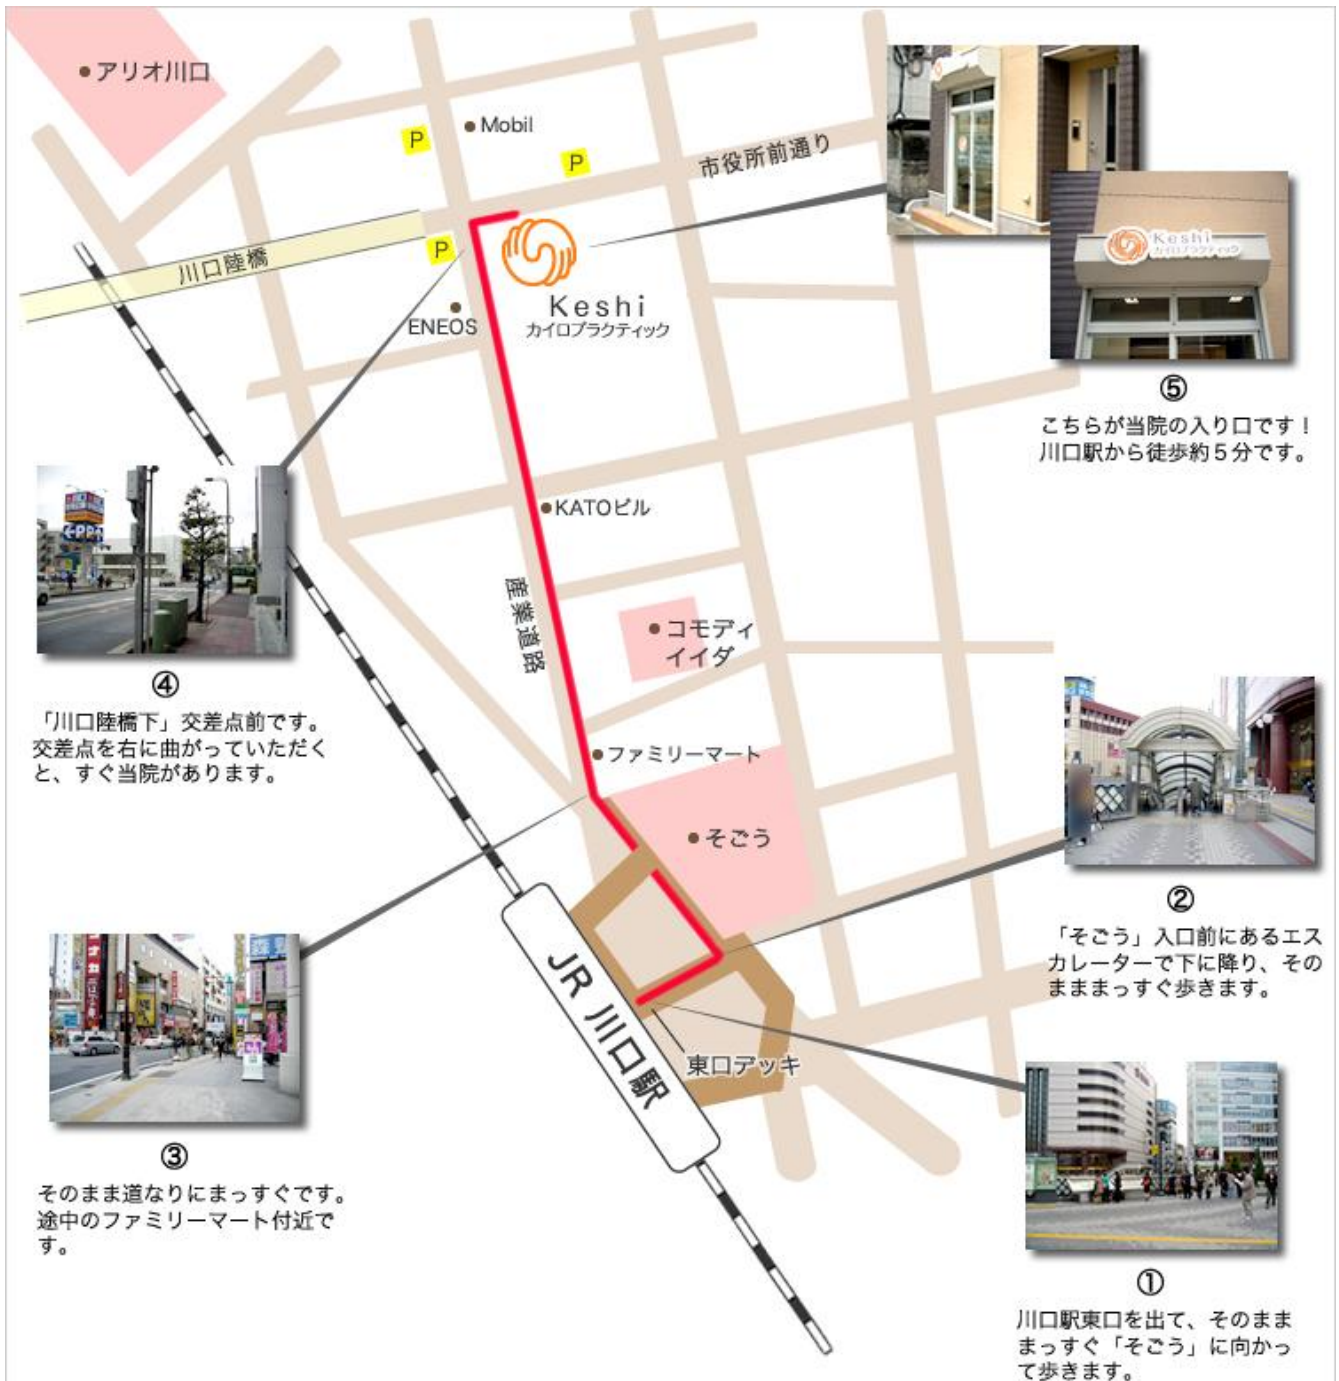 アリオ川口
P
Mobil
P
市役所前通り
川口陸橋
P
ENEOS
Keshi
カイロプラクティック
Keshi
カイロプラクティック
⑤
こちらが当院の入り口です！
川口駅から徒歩約５分です。
KATOビル
産業道路
コモディ
イイダ
④
「川口陸橋下」交差点前です。
交差点を右に曲がっていただく
と、すぐ当院があります。
ファミリーマート
そごう
②
「そごう」入口前にあるエス
カレーターで下に降り、その
まままっすぐ歩きます。
JR 川口駅
東口デッキ
③
そのまま道なりにまっすぐです。
途中のファミリーマート付近で
す。
①
川口駅東口を出て、そのまま
まっすぐ「そごう」に向かっ
て歩きます。